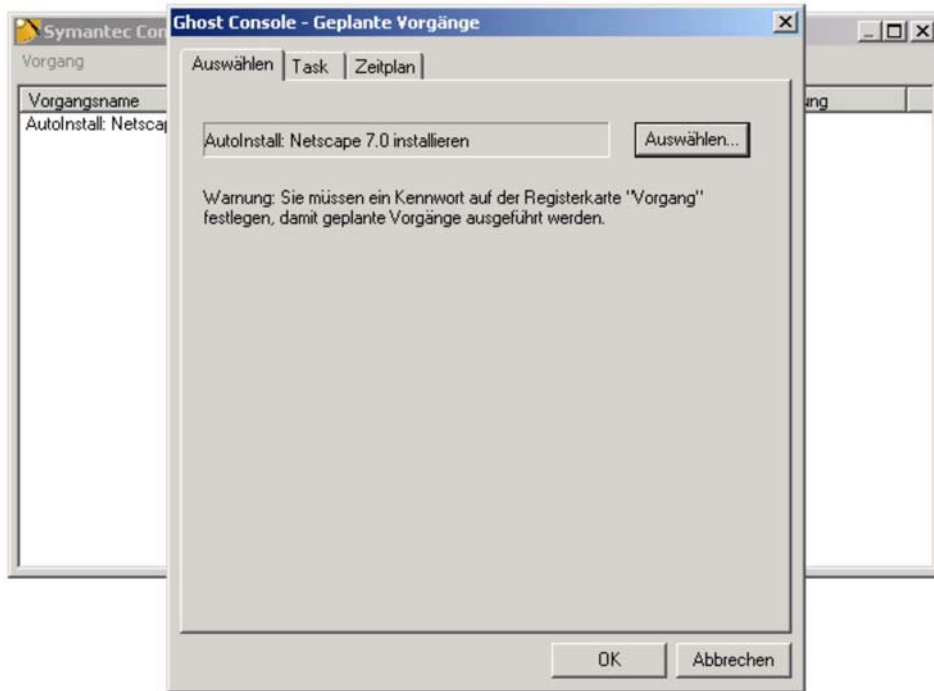 Symantec Con
Ghost Console - Geplante Vorgänge
Vorgang
Auswählen Task Zeitplan
Vorgangsname
ung
AutoInstall: Netscap
AutoInstall: Netscape 7.0 installieren
Auswählen...
Warnung: Sie müssen ein Kennwort auf der Registerkarte "Vorgang"
festlegen, damit geplante Vorgänge ausgeführt werden.
OK Abbrechen